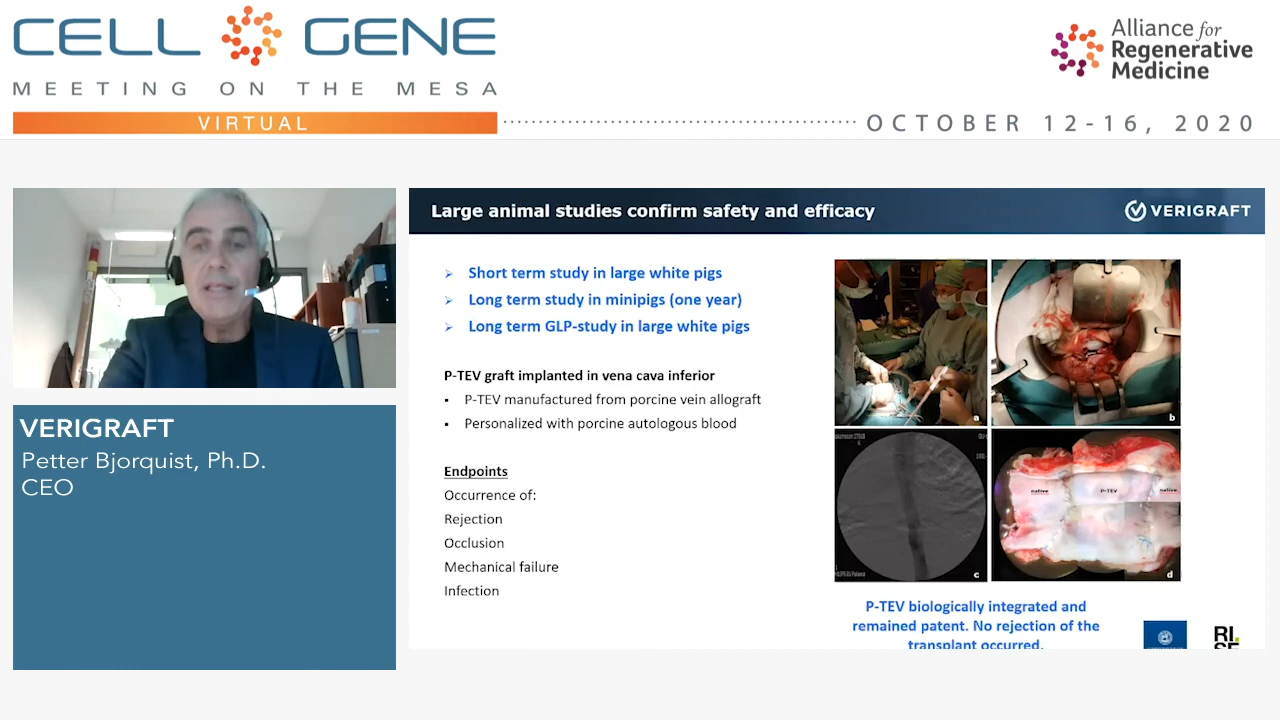 CELL GENE
MEETING ON THE MESA
VIRTUAL
Alliance for
Regenerative
Medicine
OCTOBER 12-16, 2020
VERIGRAFT
Petter Bjorquist, Ph.D.
CEO
Large animal studies confirm safety and efficacy
VERIGRAFT
Short term study in large white pigs
Long term study in minipigs (one year)
Long term GLP-study in large white pigs
P-TEV graft implanted in vena cava inferior
P-TEV manufactured from porcine vein allograft
Personalized with porcine autologous blood
Endpoints
Occurrence of:
Rejection
Occlusion
Mechanical failure
Infection
a
b
c
native
P-TEV
native
d
P-TEV biologically integrated and
remained patent. No rejection of the
transplant occurred.
RI.
SE